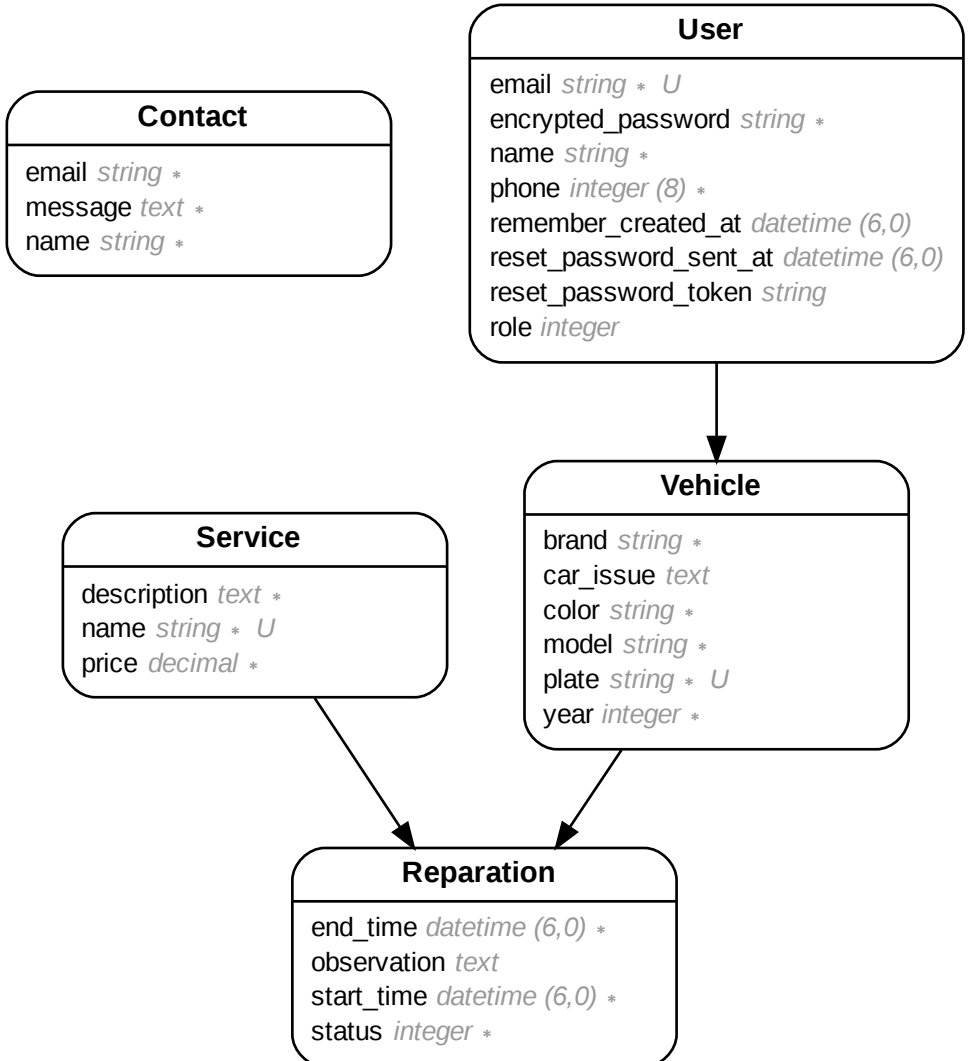 User
email string * U
encrypted_password string *
name string *
phone integer (8) *
remember_created_at datetime (6,0)
reset_password_sent_at datetime (6,0)
reset_password_token string
role integer
Contact
email string *
message text *
name string *
Vehicle
brand string *
car_issue text
color string *
model string *
plate string * U
year integer *
Service
description text *
name string * U
price decimal *
Reparation
end_time datetime (6,0) *
observation text
start_time datetime (6,0) *
status integer *